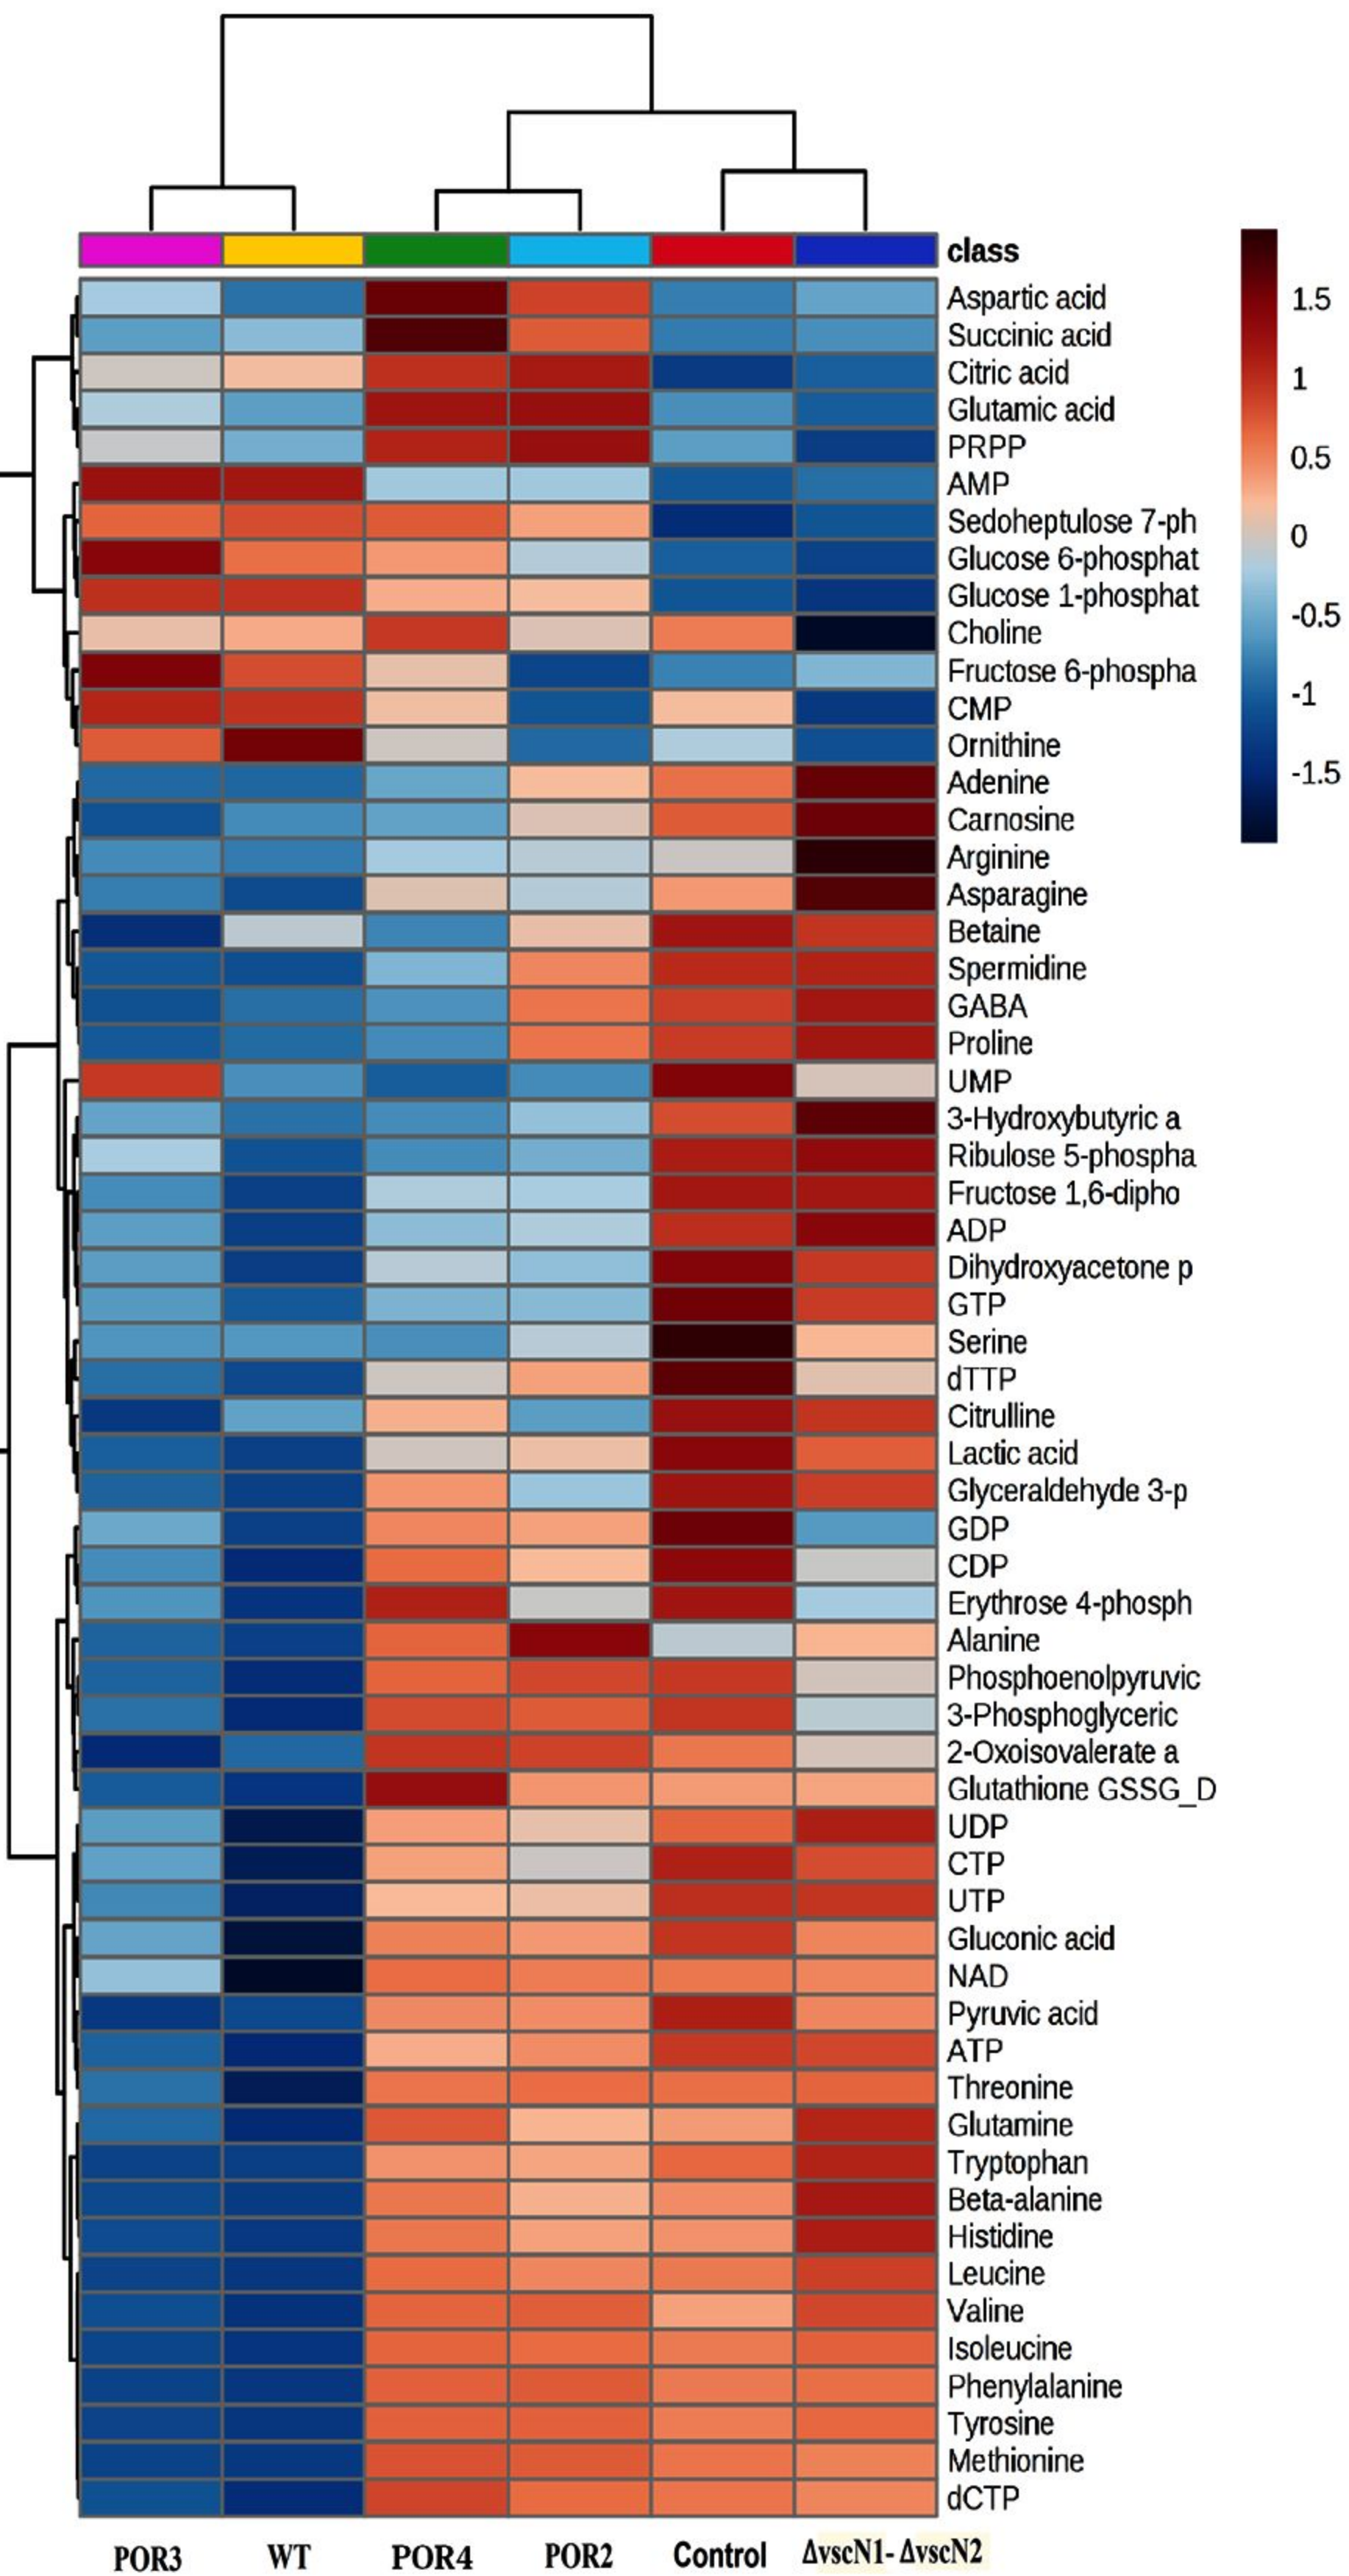 class
1.5
1
0.5
0
-0.5
-1
-1.5
Aspartic acid
Succinic acid
Citric acid
Glutamic acid
PRPP
AMP
Sedoheptulose 7-ph
Glucose 6-phosphat
Glucose 1-phosphat
Choline
Fructose 6-phospha
CMP
Ornithine
Adenine
Carnosine
Arginine
Asparagine
Betaine
Spermidine
GABA
Proline
UMP
3-Hydroxybutyric a
Ribulose 5-phospha
Fructose 1,6-dipho
ADP
Dihydroxyacetone p
GTP
Serine
dTTP
Citrulline
Lactic acid
Glyceraldehyde 3-p
GDP
CDP
Erythrose 4-phosph
Alanine
Phosphoenolpyruvic
3-Phosphoglyceric
2-Oxoisovalerate a
Glutathione GSSG_D
UDP
CTP
UTP
Gluconic acid
NAD
Pyruvic acid
ATP
Threonine
Glutamine
Tryptophan
Beta-alanine
Histidine
Leucine
Valine
Isoleucine
Phenylalanine
Tyrosine
Methionine
dCTP
POR3 WT POR4 POR2 Control ΔvscN1- ΔvscN2